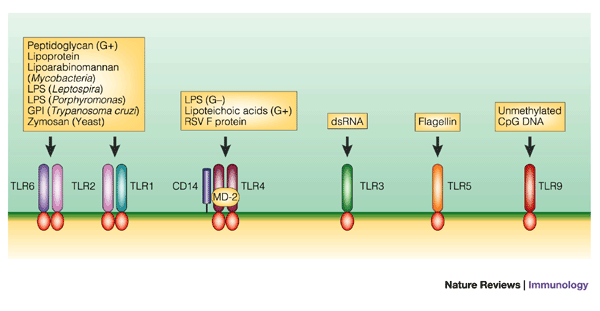 Peptidoglycan (G+)
Lipoprotein
Lipoarabinomannan
(Mycobacteria)
LPS (Leptospira)
LPS (Porphyromonas)
GPI (Trypanosoma cruzi)
Zymosan (Yeast)
LPS (G–)
Lipoteichoic acids (G+)
RSV F protein
dsRNA
Flagellin
Unmethylated
CpG DNA
TLR6
TLR2
TLR1
CD14
MD-2
TLR4
TLR3
TLR5
TLR9
Nature Reviews | Immunology